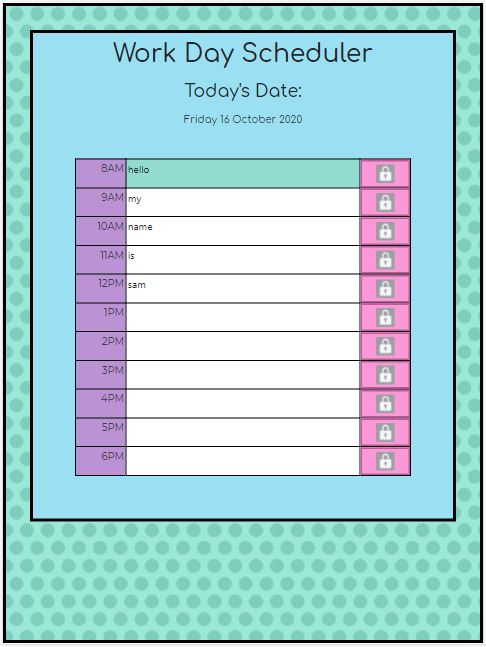 Work Day Scheduler
Today's Date:
Friday 16 October 2020
8AM hello
9AM my
10AM name
11AM is
12PM sam
1PM
2PM
3PM
4PM
5PM
6PM